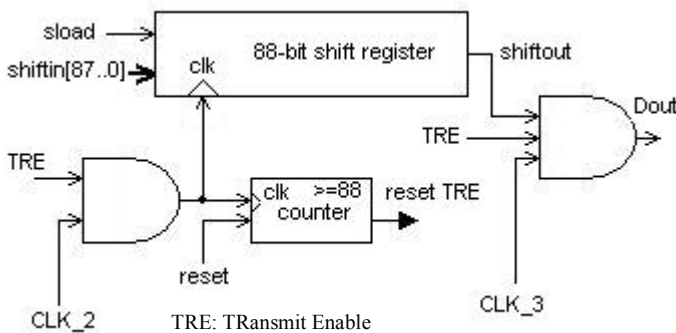 sload
88-bit shift register
shiftout
shiftin[87..0]
clk
Dout
TRE
TRE
clk >=88
counter
reset TRE
reset
CLK_2
CLK_3
TRE: TRansmit Enable